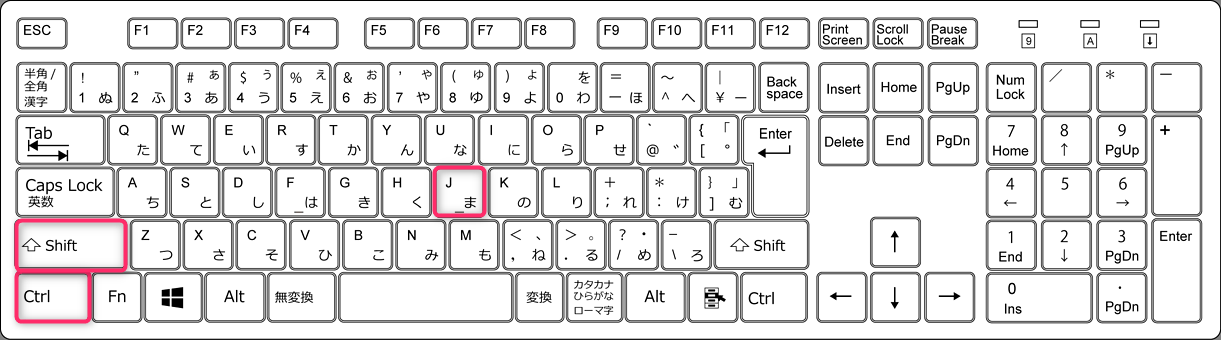 ESC F1 F2 F3 F4 F5 F6 F7 F8 F9 F10 F11 F12 Print Screen Scroll Lock Pause Break 9 A ⬇
半角/全角 漢字 ! 1 ぬ " 2 ふ # ぁ 3 あ $ ぅ 4 う % ぇ 5 え & ぉ 6 お ' ゃ 7 や ( ゅ 8 ゆ ) ょ 9 よ を 0 わ = ー ほ ～ ^ へ | ¥ ー Back space Insert Home PgUp Num Lock ／ * －
Tab Q た W て E い R す T か Y ん U な I に O ら P せ ` @ ゛ { 「 [ ゜ Enter Delete End PgDn 7 Home 8 ↑ 9 PgUp +
Caps Lock 英数 A ち S と D し F _は G き H く J _ま K の L り + ; れ * : け } 」 ] む 4 ← 5 6 →
⇧ Shift Z つ X さ C そ V ひ B こ N み M も < 、 , ね > 。 . る ? ・ / め － \ ろ ⇧ Shift ↑ 1 End 2 ↓ 3 PgDn Enter
Ctrl Fn Alt 無変換 変換 カタカナ ひらがな ローマ字 Alt Ctrl ← ↓ → 0 Ins . PgDn